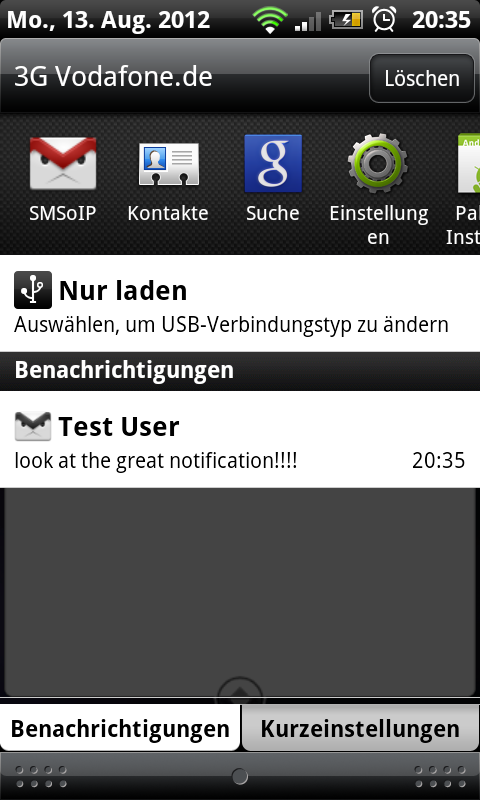 Mo., 13. Aug. 2012 20:35
3G Vodafone.de
Löschen
SMSoIP Kontakte Suche Einstellung
en
Nur laden
Auswählen, um USB-Verbindungstyp zu ändern
Benachrichtigungen
Test User
look at the great notification!!!! 20:35
Benachrichtigungen Kurzeinstellungen